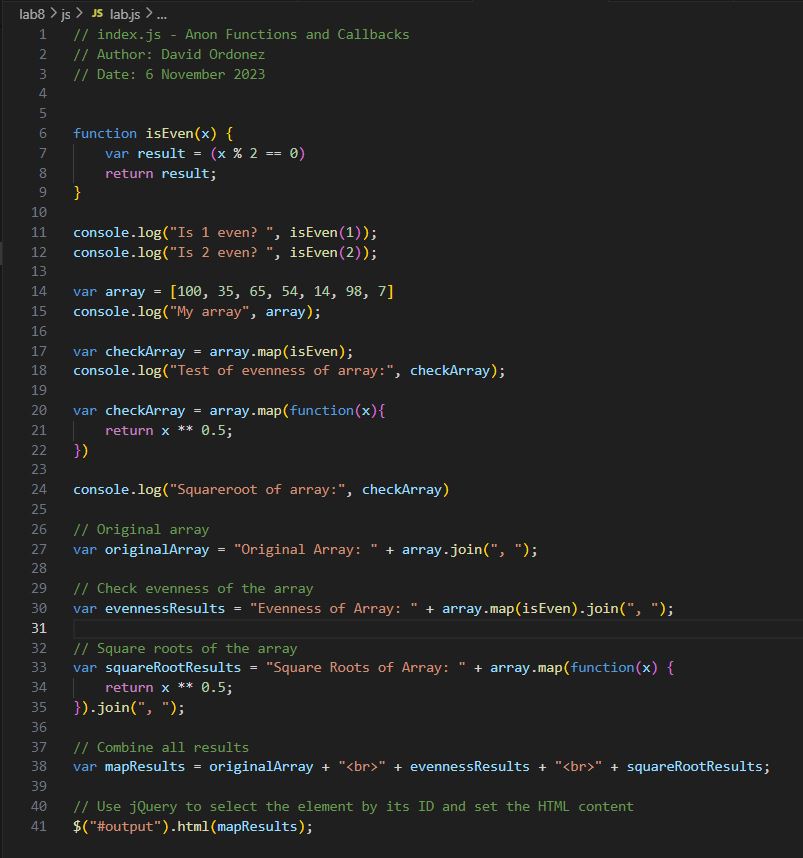 lab8 > js > JS lab.js > ...
1 // index.js - Anon Functions and Callbacks
2 // Author: David Ordonez
3 // Date: 6 November 2023
4
5
6 function isEven(x) {
7     var result = (x % 2 == 0)
8     return result;
9 }
10
11 console.log("Is 1 even? ", isEven(1));
12 console.log("Is 2 even? ", isEven(2));
13
14 var array = [100, 35, 65, 54, 14, 98, 7]
15 console.log("My array", array);
16
17 var checkArray = array.map(isEven);
18 console.log("Test of evenness of array:", checkArray);
19
20 var checkArray = array.map(function(x){
21     return x ** 0.5;
22 })
23
24 console.log("Squareroot of array:", checkArray)
25
26 // Original array
27 var originalArray = "Original Array: " + array.join(", ");
28
29 // Check evenness of the array
30 var evennessResults = "Evenness of Array: " + array.map(isEven).join(", ");
31
32 // Square roots of the array
33 var squareRootResults = "Square Roots of Array: " + array.map(function(x) {
34     return x ** 0.5;
35 }).join(", ");
36
37 // Combine all results
38 var mapResults = originalArray + "<br>" + evennessResults + "<br>" + squareRootResults;
39
40 // Use jQuery to select the element by its ID and set the HTML content
41 $("#output").html(mapResults);